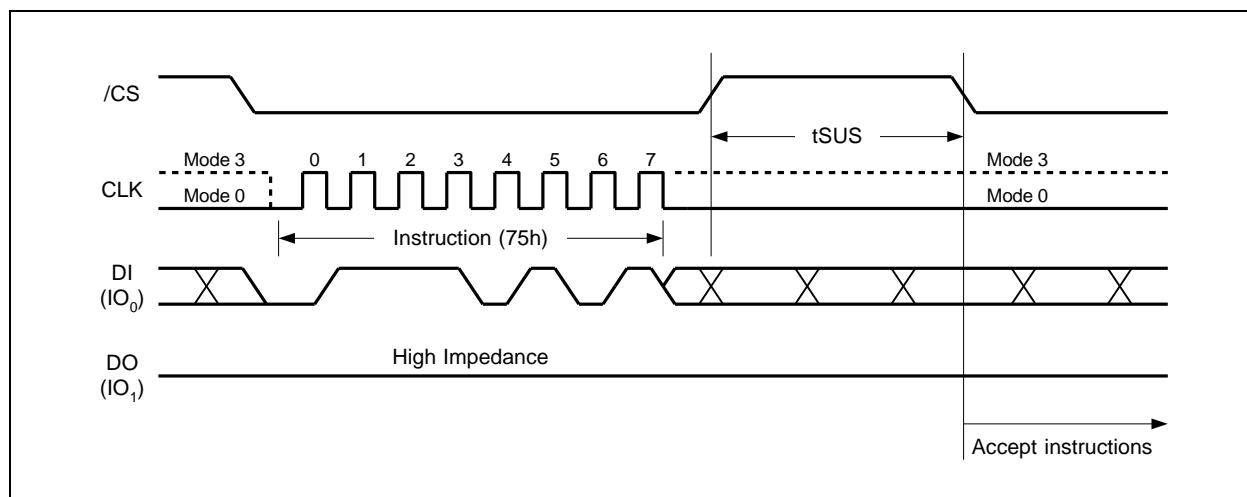 /CS
tSUS
Mode 3 0 1 2 3 4 5 6 7 Mode 3
CLK
Mode 0 Mode 0
Instruction (75h)
DI
(IO0)
High Impedance
DO
(IO1)
Accept instructions